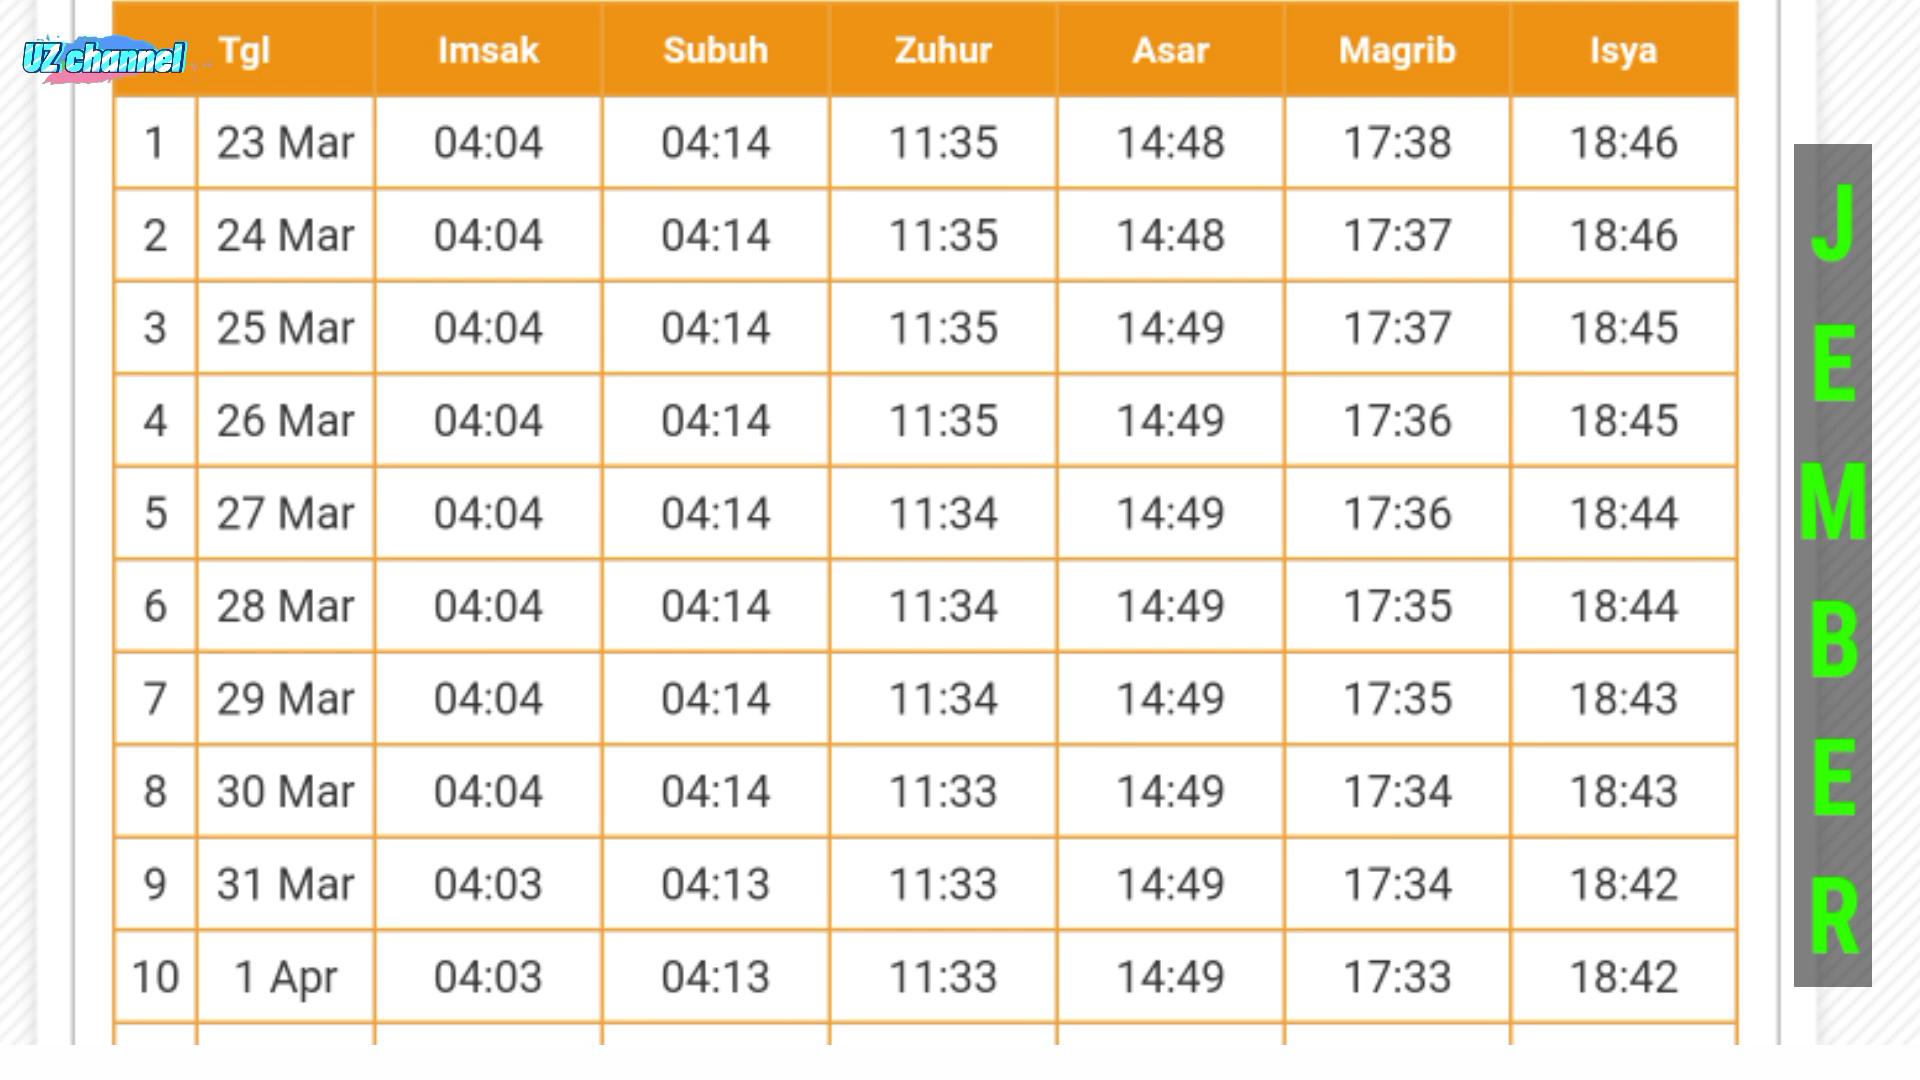 UZ channel
Tgl Imsak Subuh Zuhur Asar Magrib Isya
1 23 Mar 04:04 04:14 11:35 14:48 17:38 18:46
2 24 Mar 04:04 04:14 11:35 14:48 17:37 18:46
3 25 Mar 04:04 04:14 11:35 14:49 17:37 18:45
4 26 Mar 04:04 04:14 11:35 14:49 17:36 18:45
5 27 Mar 04:04 04:14 11:34 14:49 17:36 18:44
6 28 Mar 04:04 04:14 11:34 14:49 17:35 18:44
7 29 Mar 04:04 04:14 11:34 14:49 17:35 18:43
8 30 Mar 04:04 04:14 11:33 14:49 17:34 18:43
9 31 Mar 04:03 04:13 11:33 14:49 17:34 18:42
10 1 Apr 04:03 04:13 11:33 14:49 17:33 18:42
JEMBER